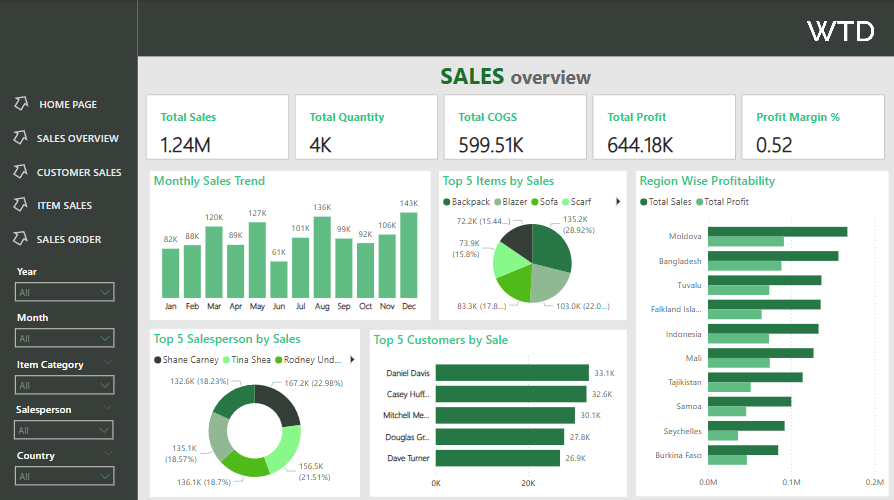 WTD
HOME PAGE
SALES OVERVIEW
CUSTOMER SALES
ITEM SALES
SALES ORDER
Year
All
Month
All
Item Category
All
Salesperson
All
Country
All
SALES overview
Total Sales
1.24M
Total Quantity
4K
Total COGS
599.51K
Total Profit
644.18K
Profit Margin %
0.52
Monthly Sales Trend
82K 88K 120K 89K 127K 61K 101K 136K 99K 92K 106K 143K
Jan Feb Mar Apr May Jun Jul Aug Sep Oct Nov Dec
Top 5 Items by Sales
Backpack Blazer Sofa Scarf
72.2K (15.44...)
135.2K
(28.92%)
73.9K
(15.8%)
83.3K (17.8...)
103.0K (22.0...)
Region Wise Profitability
Total Sales Total Profit
Moldova
Bangladesh
Tuvalu
Falkland Isla...
Indonesia
Mali
Tajikistan
Samoa
Seychelles
Burkina Faso
0.0M 0.1M 0.2M
Top 5 Salesperson by Sales
Shane Carney Tina Shea Rodney Und...
132.6K (18.23%)
167.2K (22.98%)
135.1K
(18.57%)
156.5K
(21.51%)
136.1K (18.7%)
Top 5 Customers by Sale
Daniel Davis 33.1K
Casey Huff... 32.6K
Mitchell Me... 30.1K
Douglas Gr... 27.8K
Dave Turner 26.9K
0K 20K